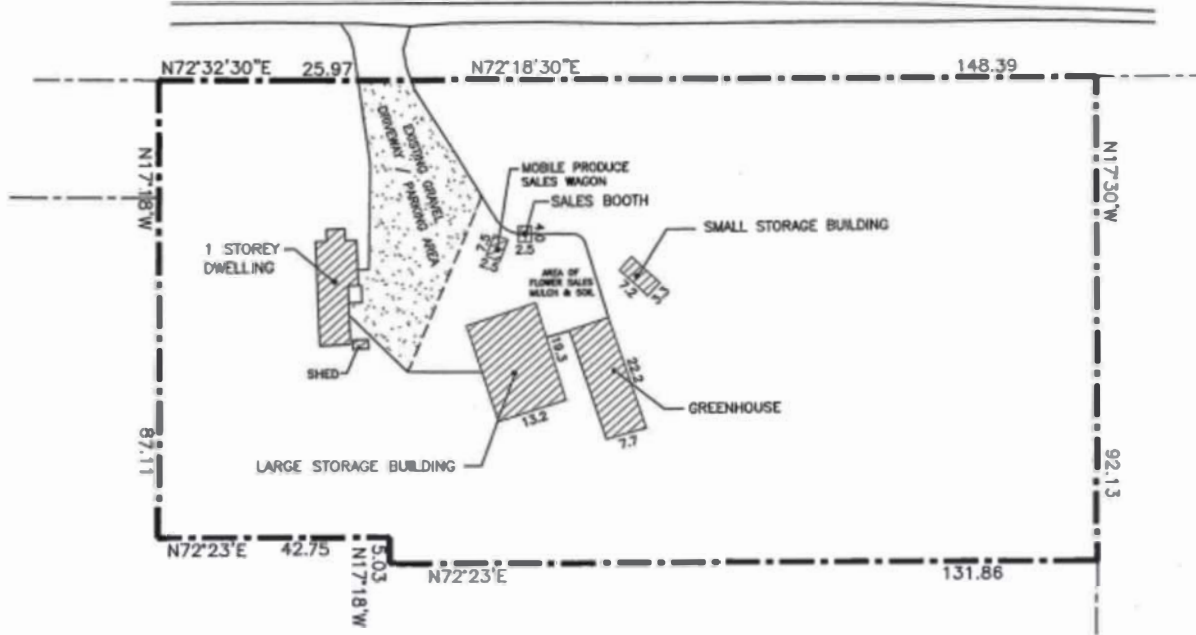 N72°32'30"E 25.97 N72°18'30"E 148.39
N17°18'W
N17°30'W
EXISTING GRAVEL
DRIVEWAY / PARKING AREA
MOBILE PRODUCE
SALES WAGON
SALES BOOTH
4.0
2.5
7.5
SMALL STORAGE BUILDING
7.2
1 STOREY
DWELLING
AREA OF
FLOWER SALES
MULCH & SOIL
SHED
19.3
13.2
22.2
7.7
GREENHOUSE
LARGE STORAGE BUILDING
87.11
92.13
N72°23'E 42.75
5.03
N17°18'W
N72°23'E 131.86